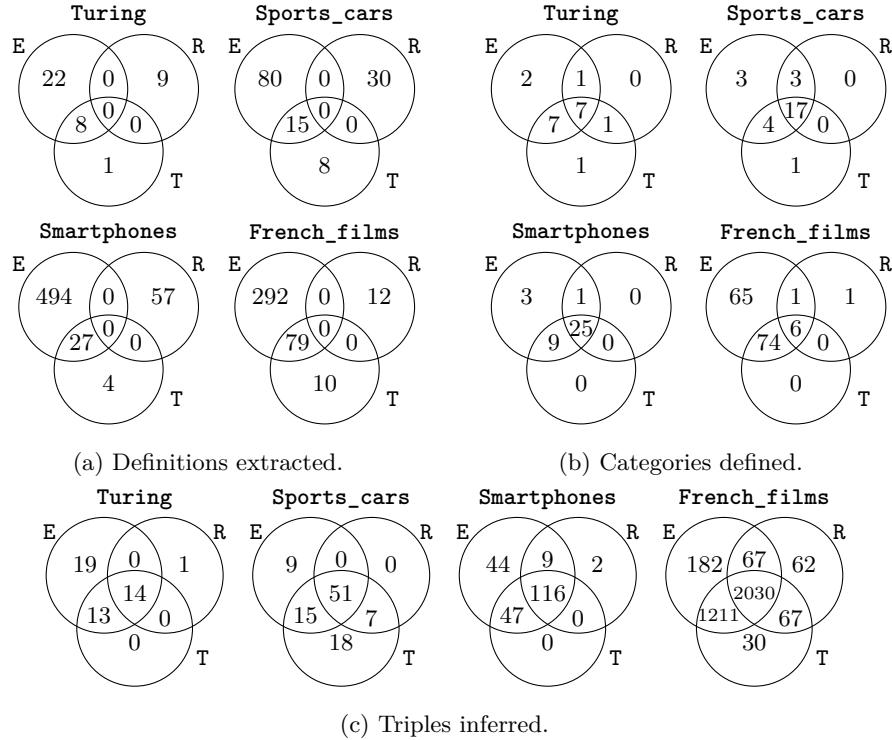 Turing Sports_cars Turing Sports_cars
E R E R E R E R
22 0 9 80 0 30 2 1 0 3 3 0
0 0 7 17
8 0 15 0 7 1 4 0
1 8 1 1
T T T T
Smartphones French_films Smartphones French_films
E R E R E R E R
494 0 57 292 0 12 3 1 0 65 1 1
0 0 25 6
27 0 79 0 9 0 74 0
4 10 0 0
T T T T
(a) Definitions extracted. (b) Categories defined.
Turing Sports_cars Smartphones French_films
E R E R E R E R
19 0 1 9 0 0 44 9 2 182 67 62
14 51 116 2030
13 0 15 7 47 0 1211 67
0 18 0 30
T T T T
(c) Triples inferred.